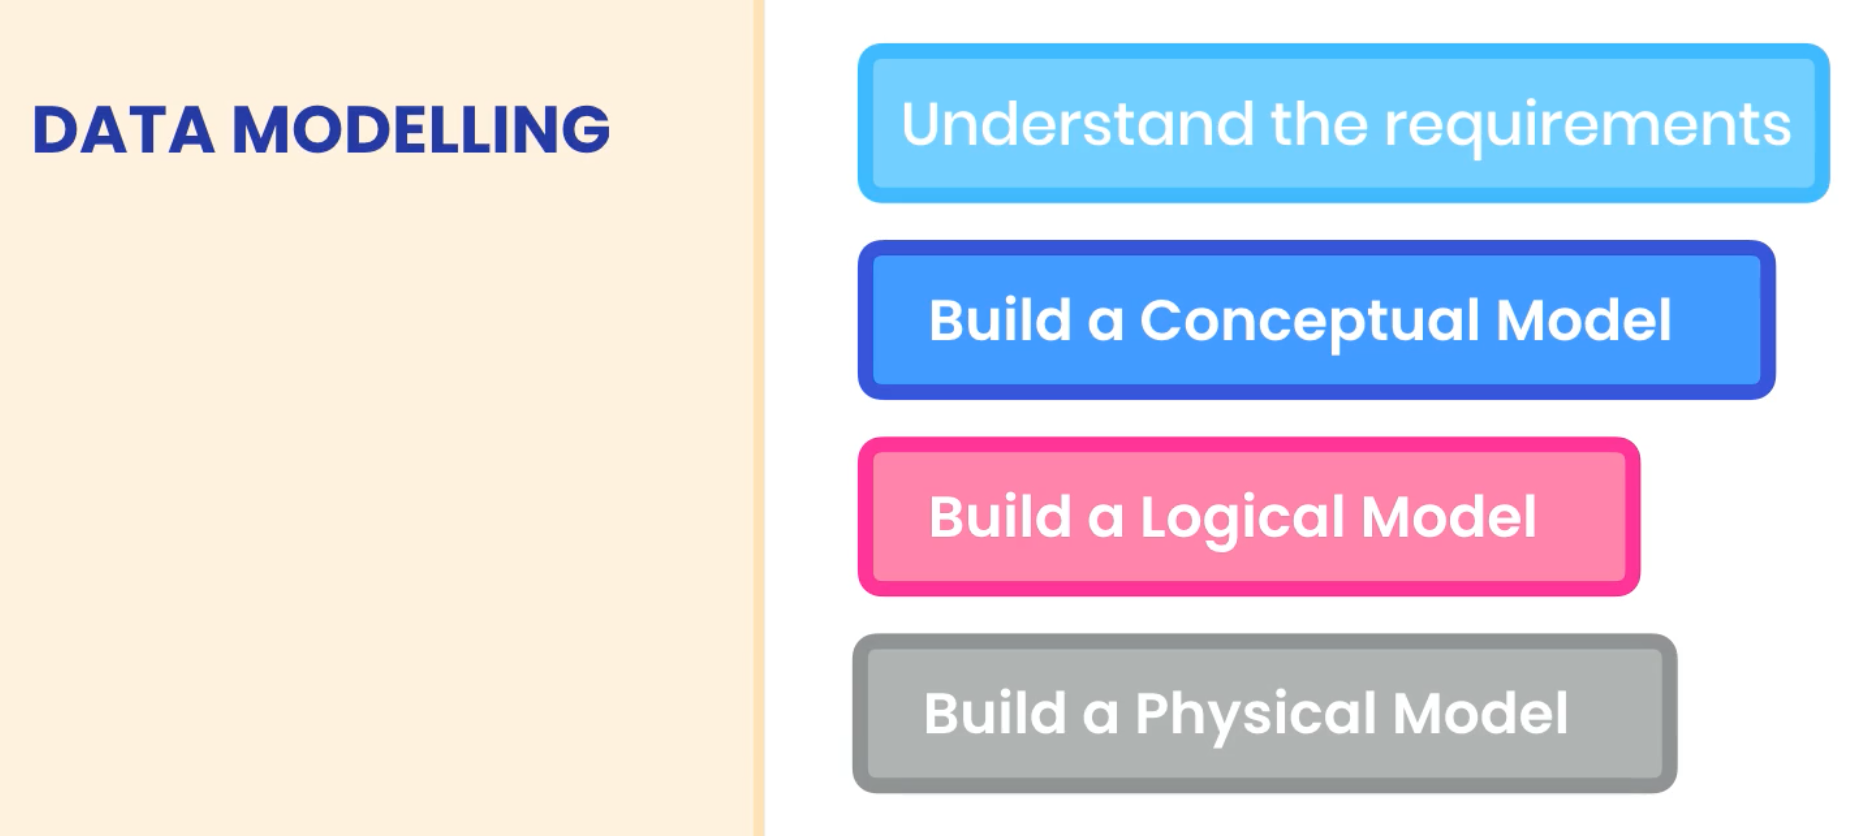 DATA MODELLING
Understand the requirements
Build a Conceptual Model
Build a Logical Model
Build a Physical Model